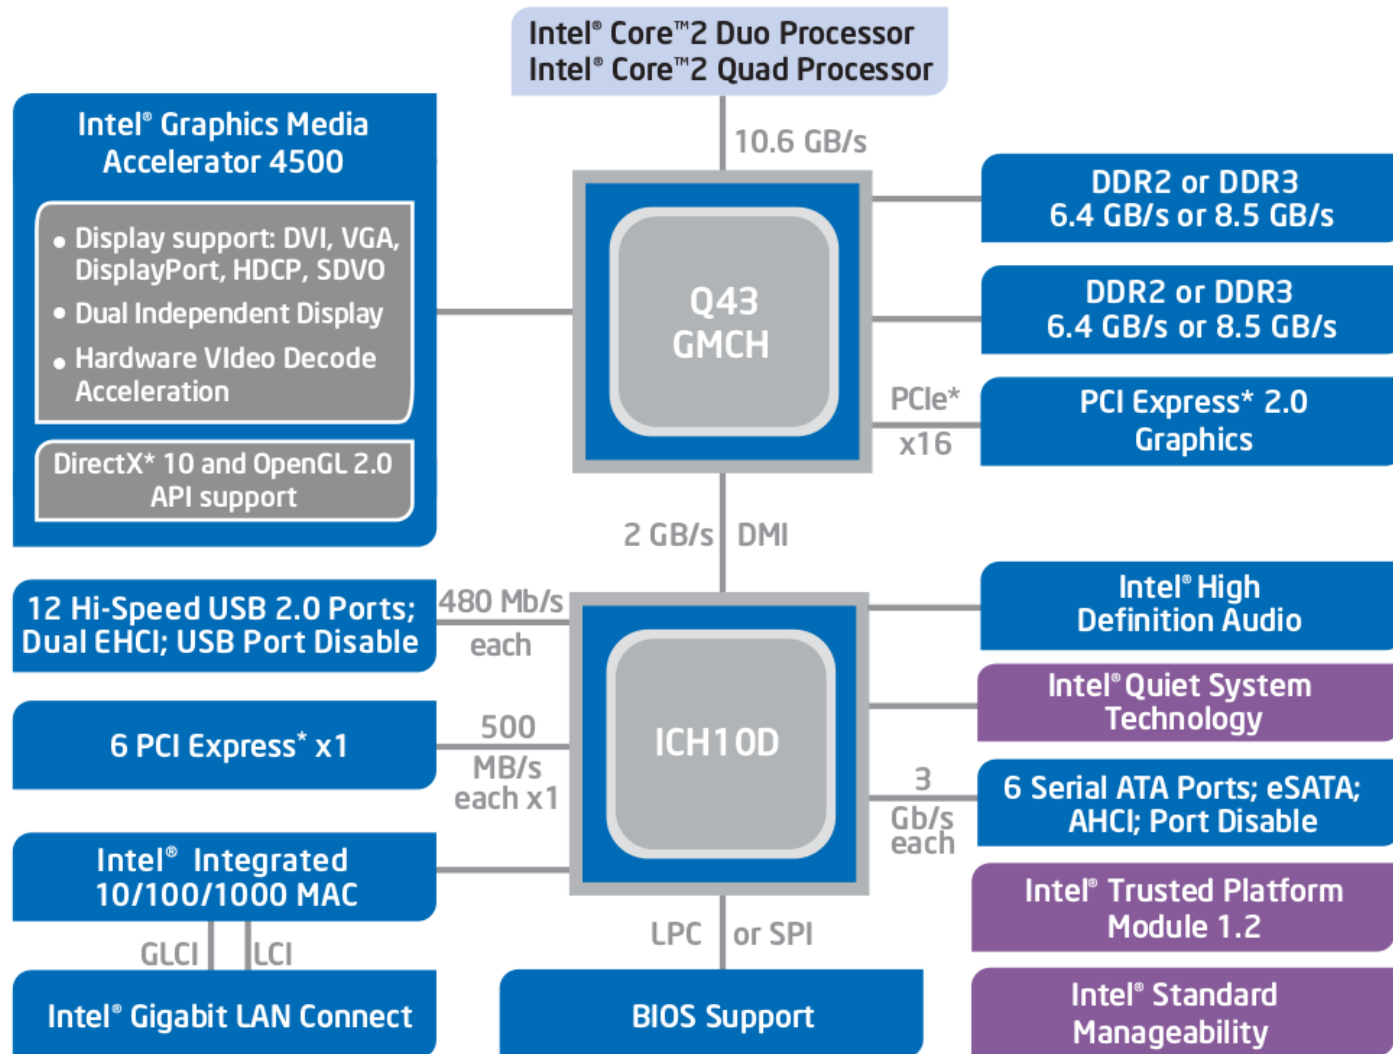 Intel® Core™2 Duo Processor
Intel® Core™2 Quad Processor
10.6 GB/s
Intel® Graphics Media
Accelerator 4500
• Display support: DVI, VGA,
DisplayPort, HDCP, SDVO
• Dual Independent Display
• Hardware VIdeo Decode
Acceleration
DirectX* 10 and OpenGL 2.0
API support
Q43
GMCH
DDR2 or DDR3
6.4 GB/s or 8.5 GB/s
DDR2 or DDR3
6.4 GB/s or 8.5 GB/s
PCIe*
x16
PCI Express* 2.0
Graphics
2 GB/s DMI
12 Hi-Speed USB 2.0 Ports;
Dual EHCI; USB Port Disable
480 Mb/s
each
6 PCI Express* x1
500
MB/s
each x1
Intel® Integrated
10/100/1000 MAC
GLCI LCI
Intel® Gigabit LAN Connect
ICH10D
LPC or SPI
BIOS Support
Intel® High
Definition Audio
Intel® Quiet System
Technology
3
Gb/s
each
6 Serial ATA Ports; eSATA;
AHCI; Port Disable
Intel® Trusted Platform
Module 1.2
Intel® Standard
Manageability